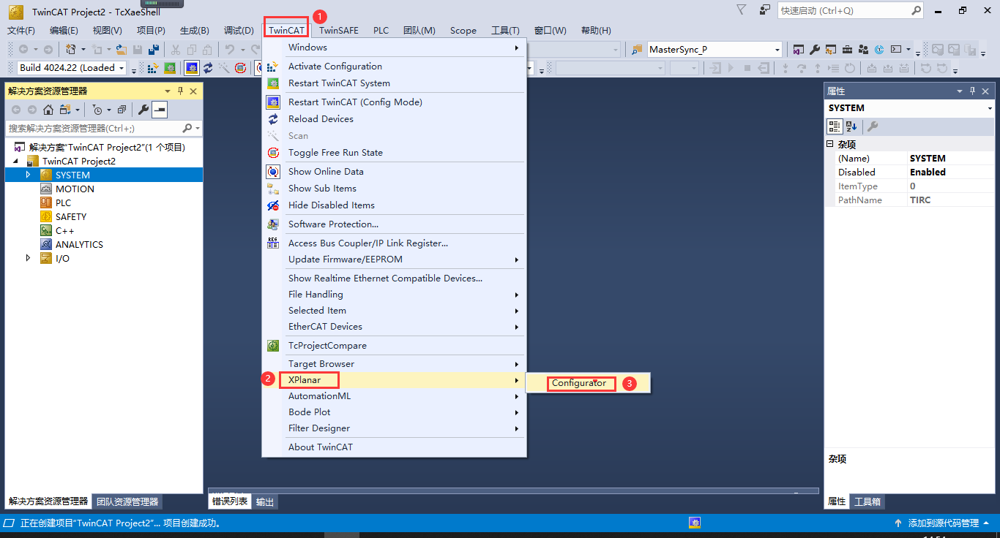 TwinCAT Project2 - TcXaeShell
快速启动 (Ctrl+Q)
1
文件(F) 编辑(E) 视图(V) 项目(P) 生成(B) 调试(D) TwinCAT TwinSAFE PLC 团队(M) Scope 工具(T) 窗口(W) 帮助(H)
MasterSync_P
Build 4024.22 (Loaded
解决方案资源管理器
搜索解决方案资源管理器(Ctrl+;)
解决方案"TwinCAT Project2"(1 个项目)
TwinCAT Project2
SYSTEM
MOTION
PLC
SAFETY
C++
ANALYTICS
I/O
解决方案资源管理器 团队资源管理器
Windows
Activate Configuration
Restart TwinCAT System
Restart TwinCAT (Config Mode)
Reload Devices
Scan
Toggle Free Run State
Show Online Data
Show Sub Items
Hide Disabled Items
Software Protection...
REG
Access Bus Coupler/IP Link Register...
Update Firmware/EEPROM
Show Realtime Ethernet Compatible Devices...
File Handling
Selected Item
EtherCAT Devices
TcProjectCompare
Target Browser
2
XPlanar
Configurator
3
AutomationML
Bode Plot
Filter Designer
About TwinCAT
错误列表 输出
属性
SYSTEM
杂项
(Name) SYSTEM
Disabled Enabled
ItemType 0
PathName TIRC
杂项
属性 工具箱
正在创建项目"TwinCAT Project2"... 项目创建成功。
添加到源代码管理